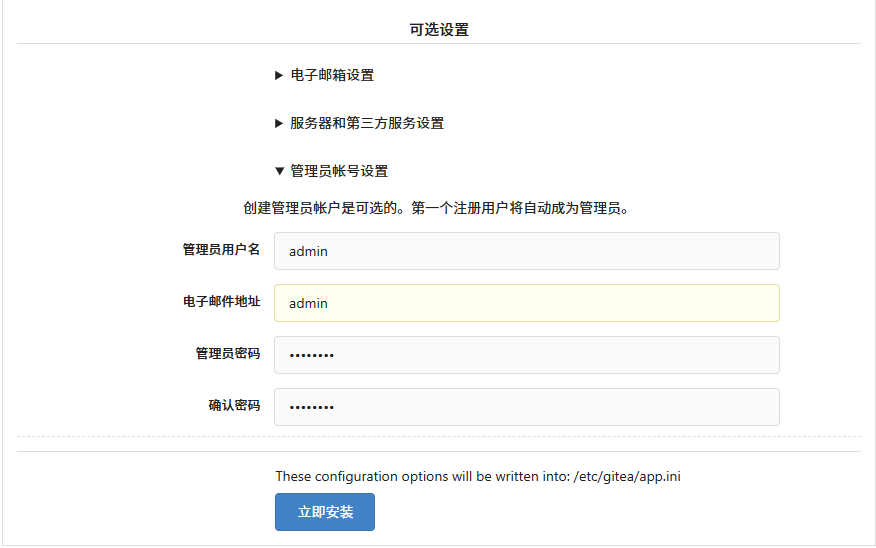 可选设置
电子邮箱设置
服务器和第三方服务设置
管理员帐号设置
创建管理员帐户是可选的。第一个注册用户将自动成为管理员。
管理员用户名 admin
电子邮件地址 admin
管理员密码 ••••••••
确认密码 ••••••••
These configuration options will be written into: /etc/gitea/app.ini
立即安装